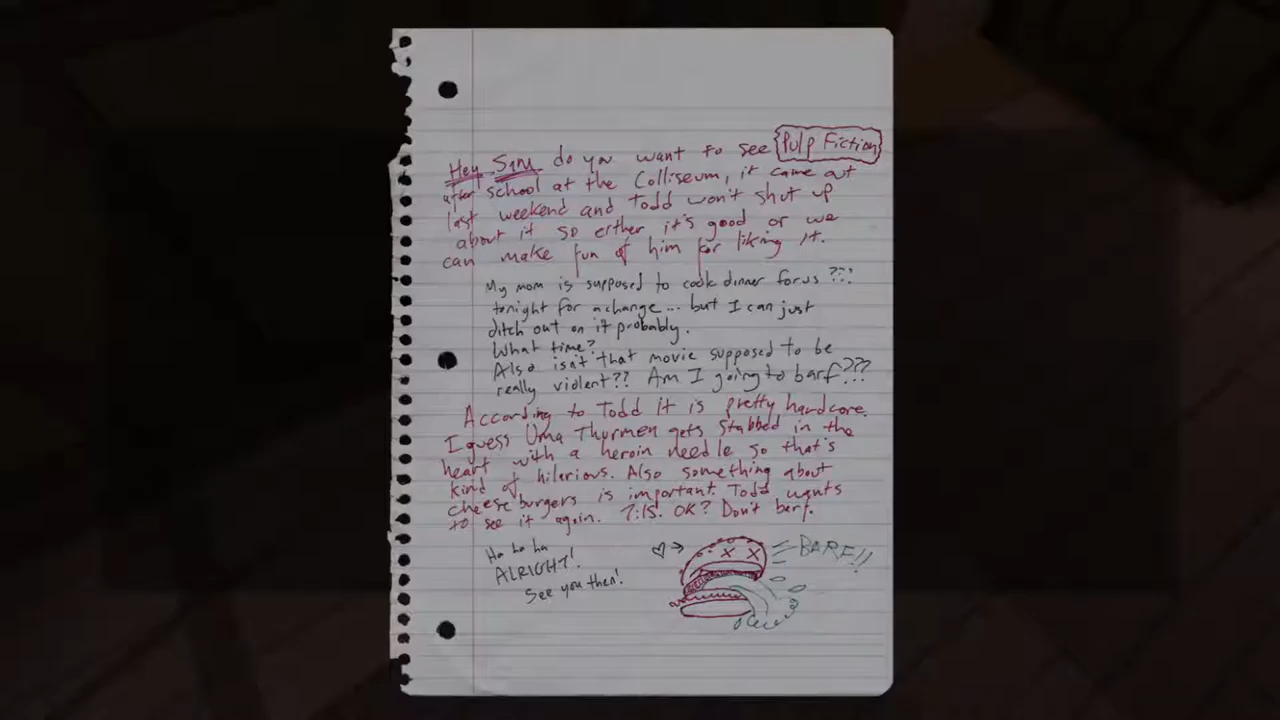 Hey Sam do you want to see Pulp Fiction
after school at the Colliseum, it came out
last weekend and Todd won't shut up
about it so either it's good or we
can make fun of him for liking it.
My mom is supposed to cook dinner for us ???
tonight for a change... but I can just
ditch out on it probably.
What time?
Also isn't that movie supposed to be
really violent?? Am I going to barf???
According to Todd it is pretty hardcore.
I guess Uma Thurmen gets stabbed in the
heart with a heroin needle so that's
kind of hilarious. Also something about
cheeseburgers is important. Todd wants
to see it again. 7:15. OK? Don't barf.
Ha ha ha
ALRIGHT!
See you then!
BARF!!